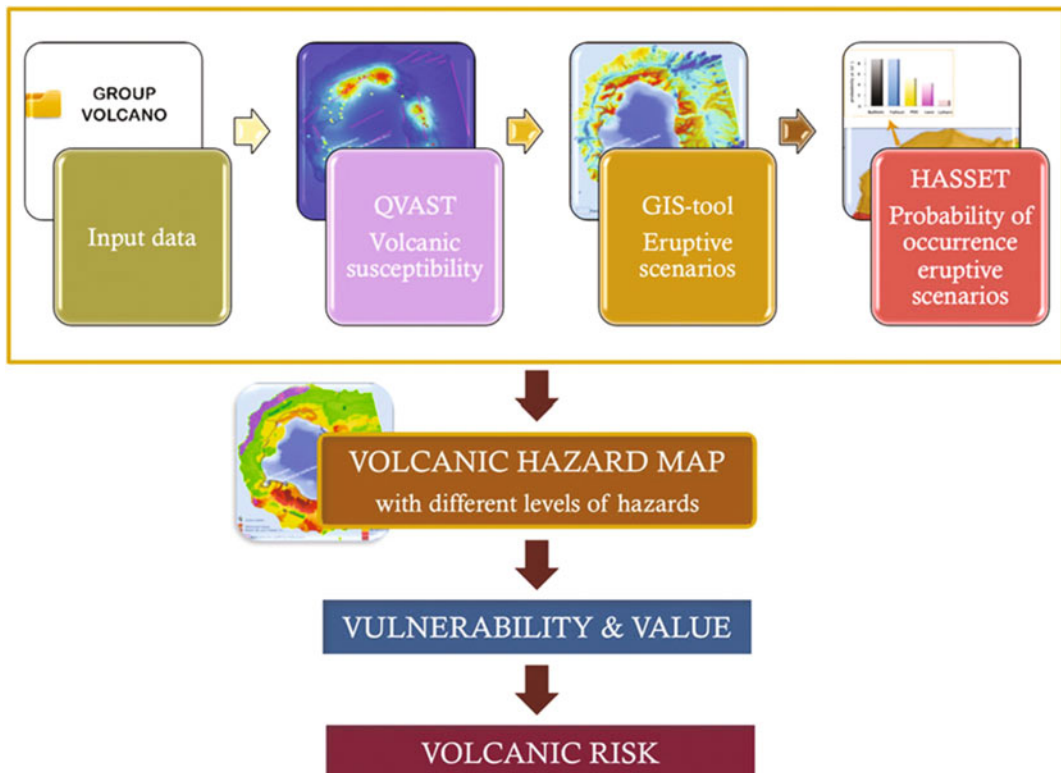 GROUP
VOLCANO
Input data
QVAST
Volcanic
susceptibility
GIS-tool
Eruptive
scenarios
HASSET
Probability of
occurrence
eruptive
scenarios
VOLCANIC HAZARD MAP
with different levels of hazards
VULNERABILITY & VALUE
VOLCANIC RISK